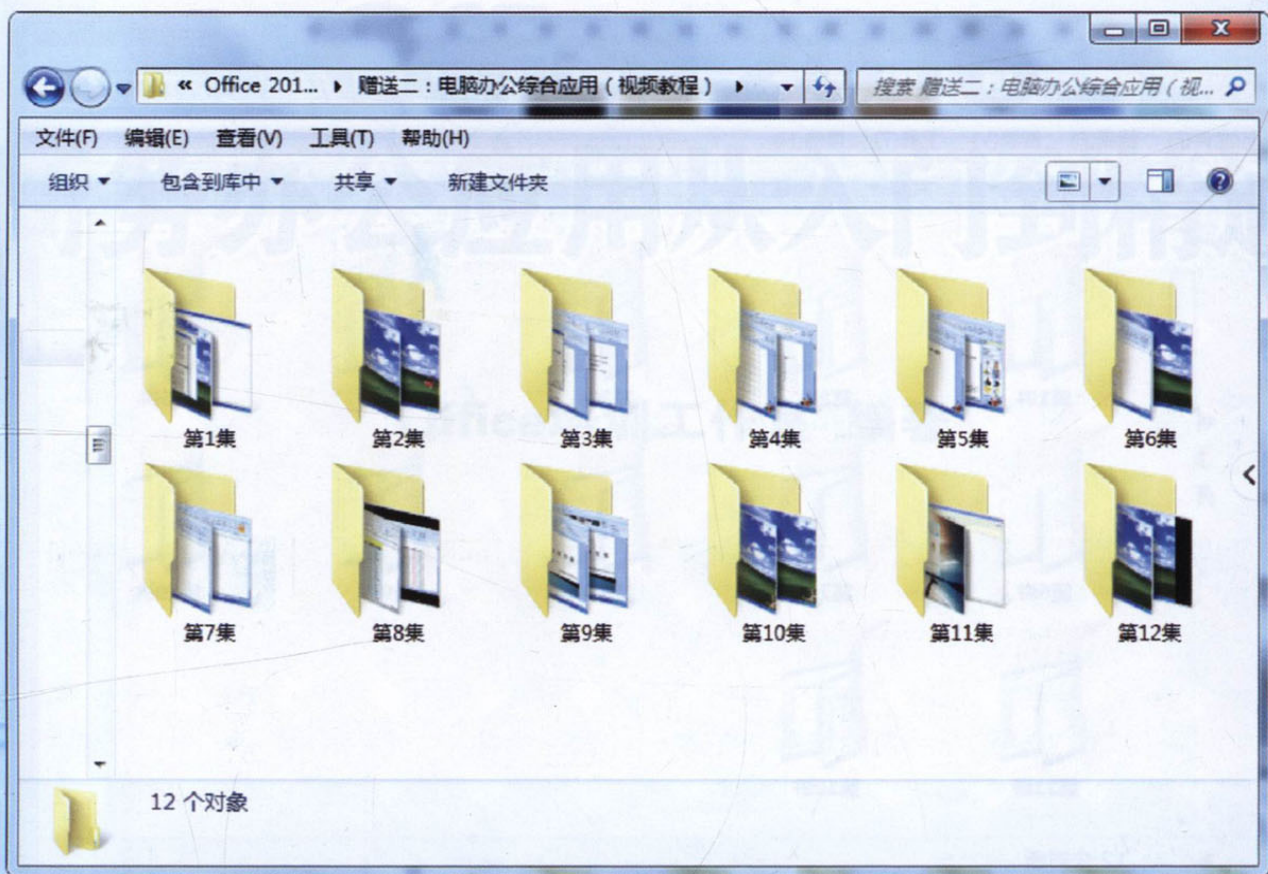 « Office 201... ▸ 赠送二：电脑办公综合应用（视频教程） ▸
搜索 赠送二：电脑办公综合应用（视...
文件(F) 编辑(E) 查看(V) 工具(T) 帮助(H)
组织 包含到库中 共享 新建文件夹
第1集 第2集 第3集 第4集 第5集 第6集
第7集 第8集 第9集 第10集 第11集 第12集
12 个对象